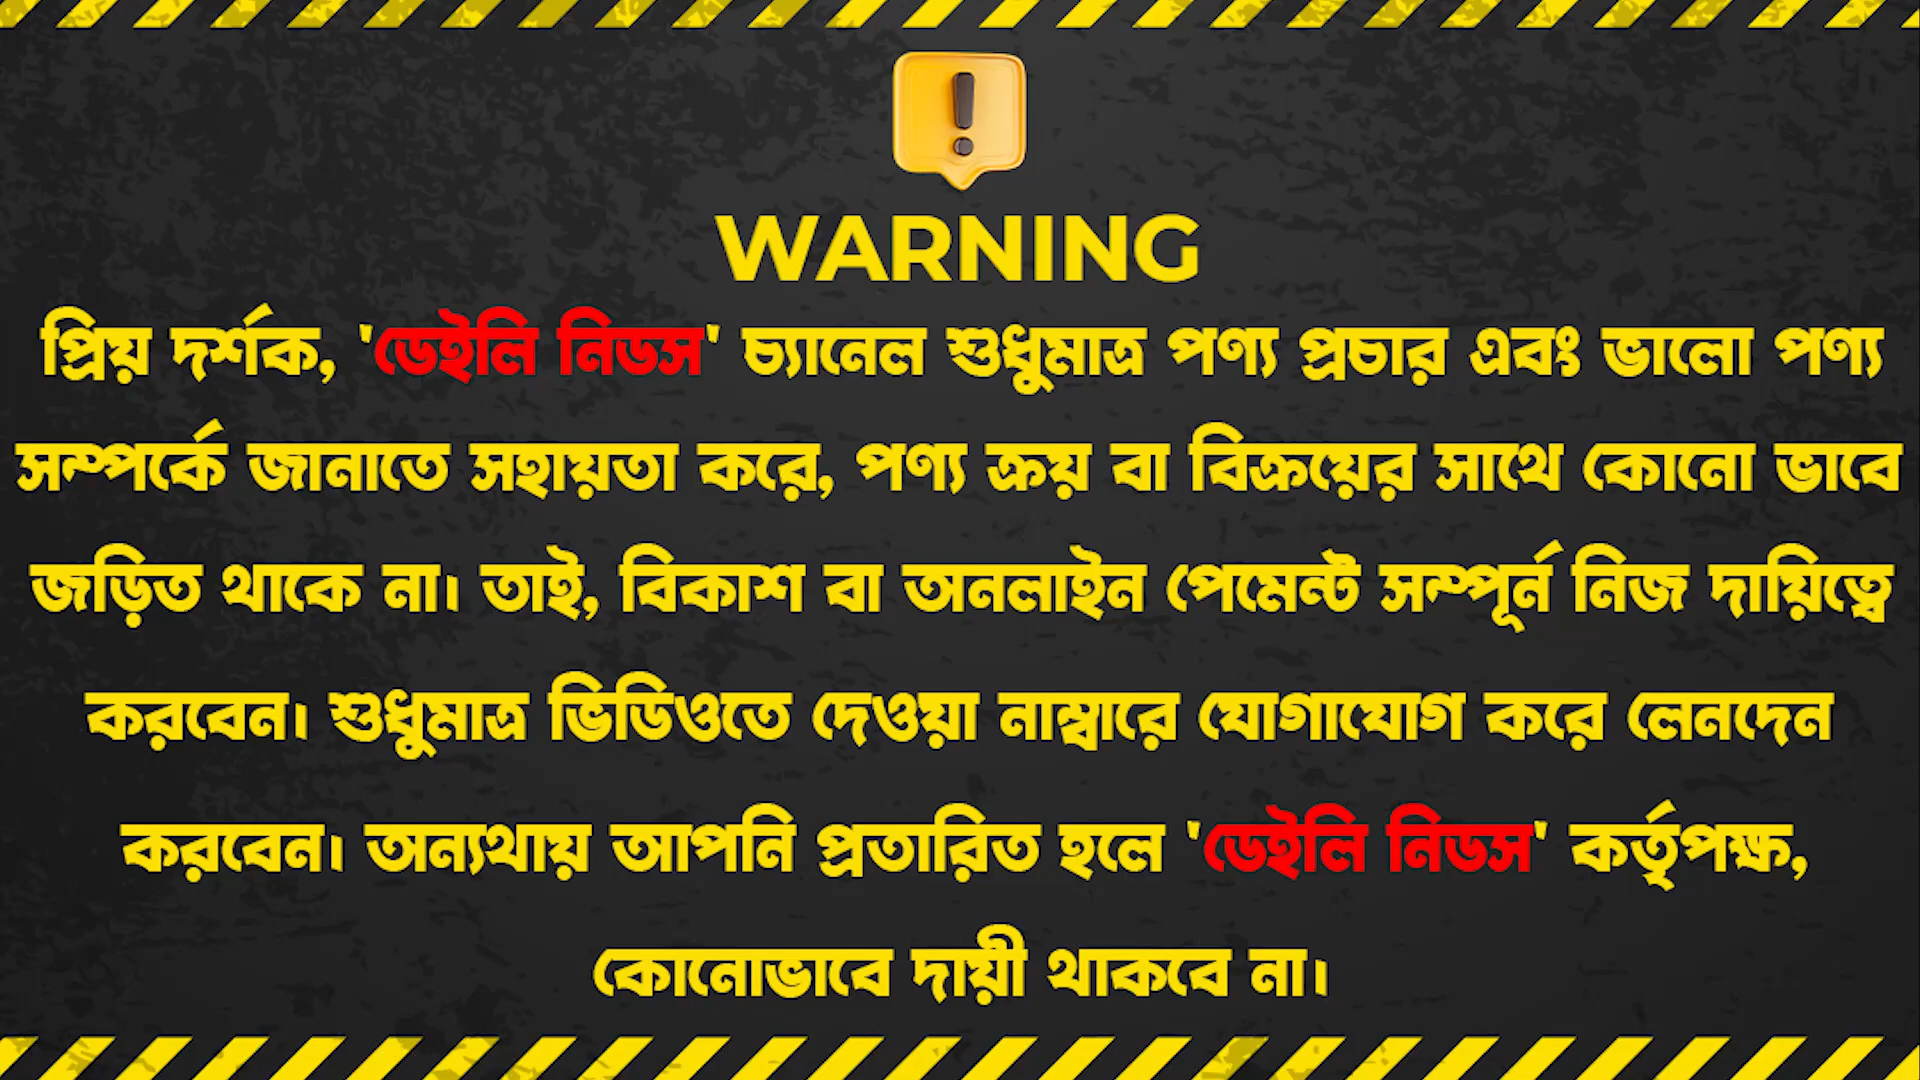 WARNING
প্রিয় দর্শক, 'ডেইলি নিডস' চ্যানেল শুধুমাত্র পণ্য প্রচার এবং ভালো পণ্য
সম্পর্কে জানাতে সহায়তা করে, পণ্য ক্রয় বা বিক্রয়ের সাথে কোনো ভাবে
জড়িত থাকে না। তাই, বিকাশ বা অনলাইন পেমেন্ট সম্পূর্ন নিজ দায়িত্বে
করবেন। শুধুমাত্র ভিডিওতে দেওয়া নাম্বারে যোগাযোগ করে লেনদেন
করবেন। অন্যথায় আপনি প্রতারিত হলে 'ডেইলি নিডস' কর্তৃপক্ষ,
কোনোভাবে দায়ী থাকবে না।